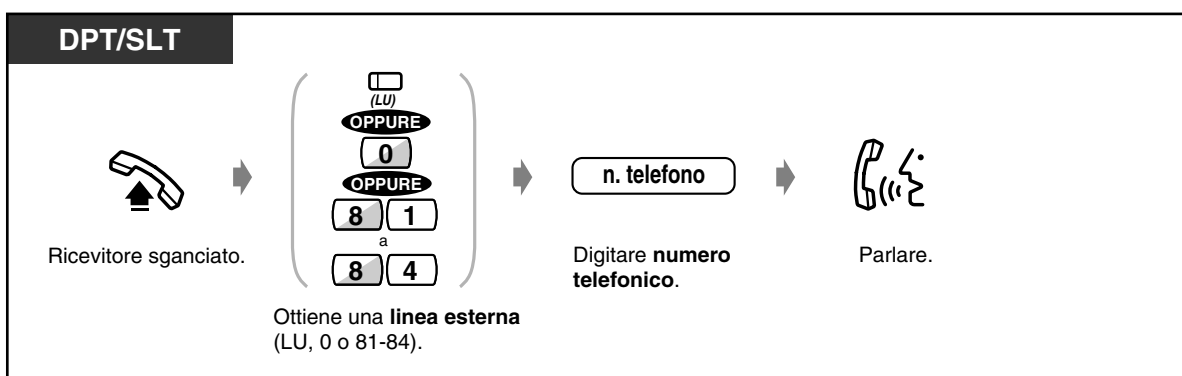 DPT/SLT
(LU)
OPPURE
0
OPPURE
8 1
a
8 4
n. telefono
Ricevitore sganciato.
Ottiene una linea esterna
(LU, 0 o 81-84).
Digitare numero
telefonico.
Parlare.